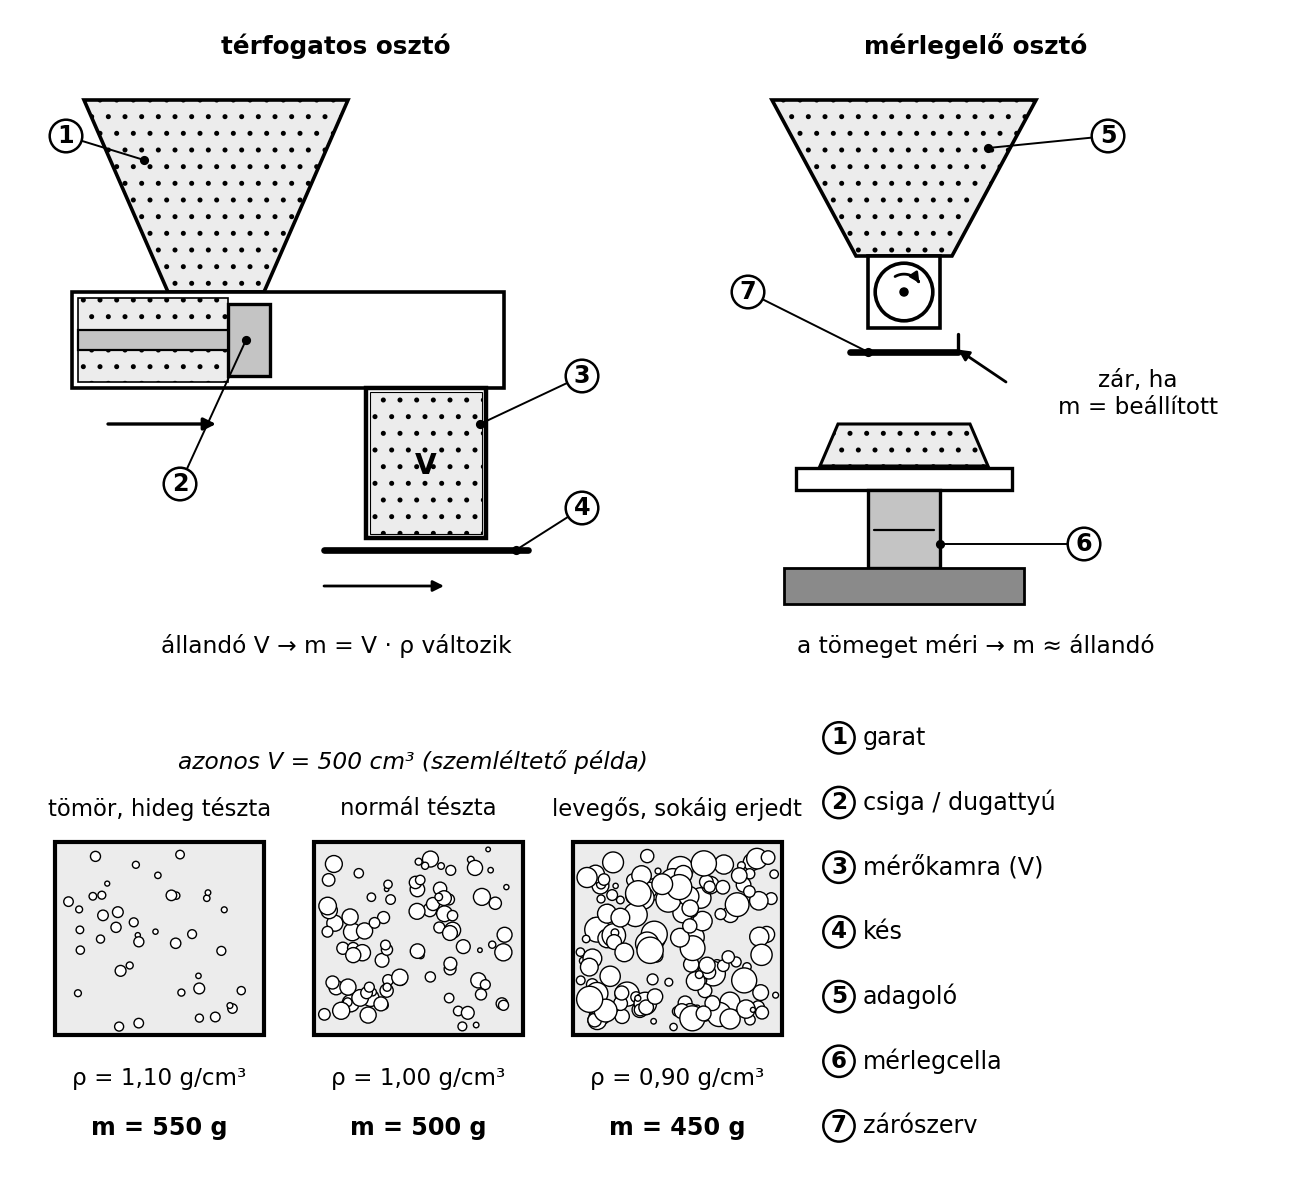 térfogatos osztó
mérlegelő osztó
1
5
7
3
zár, ha
m = beállított
V
2
4
6
állandó V → m = V · ρ változik
a tömeget méri → m ≈ állandó
azonos V = 500 cm³ (szemléltető példa)
tömör, hideg tészta
normál tészta
levegős, sokáig erjedt
ρ = 1,10 g/cm³
ρ = 1,00 g/cm³
ρ = 0,90 g/cm³
m = 550 g
m = 500 g
m = 450 g
1 garat
2 csiga / dugattyú
3 mérőkamra (V)
4 kés
5 adagoló
6 mérlegcella
7 zárószerv